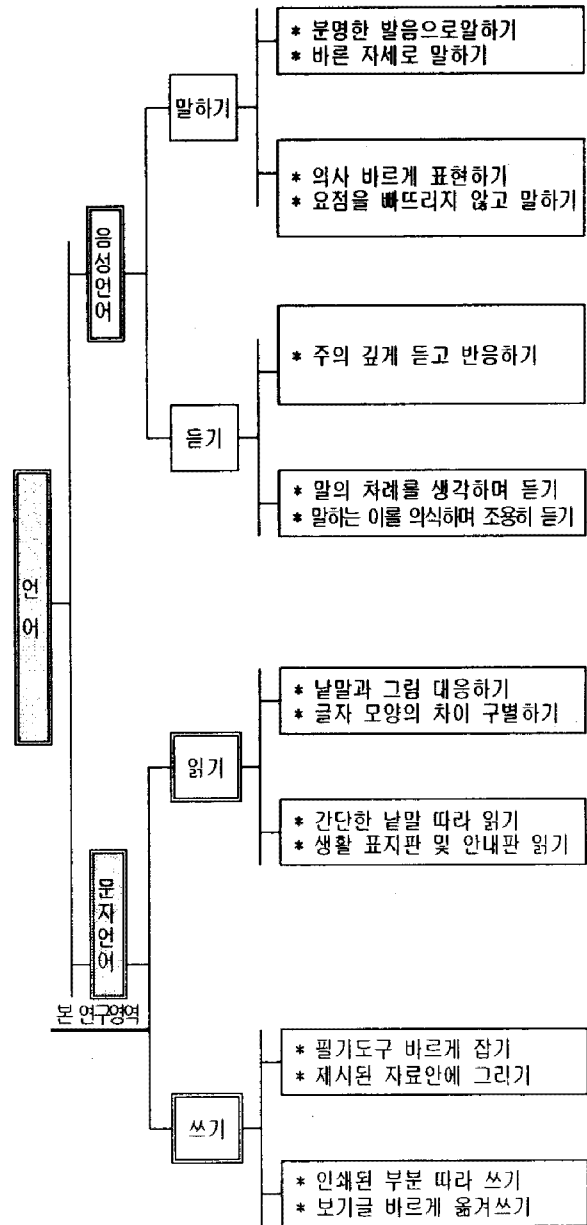 * 분명한 발음으로말하기
* 바른 자세로 말하기
말하기
* 의사 바르게 표현하기
* 요점을 빠뜨리지 않고 말하기
음성언어
* 주의 깊게 듣고 반응하기
듣기
* 말의 차례를 생각하며 듣기
* 말하는 이를 의식하며 조용히 듣기
언어
* 낱말과 그림 대응하기
* 글자 모양의 차이 구별하기
읽기
* 간단한 낱말 따라 읽기
* 생활 표지판 및 안내판 읽기
문자언어
본 연구영역
* 필기도구 바르게 잡기
* 제시된 자료안에 그리기
쓰기
* 인쇄된 부분 따라 쓰기
* 보기글 바르게 옮겨쓰기